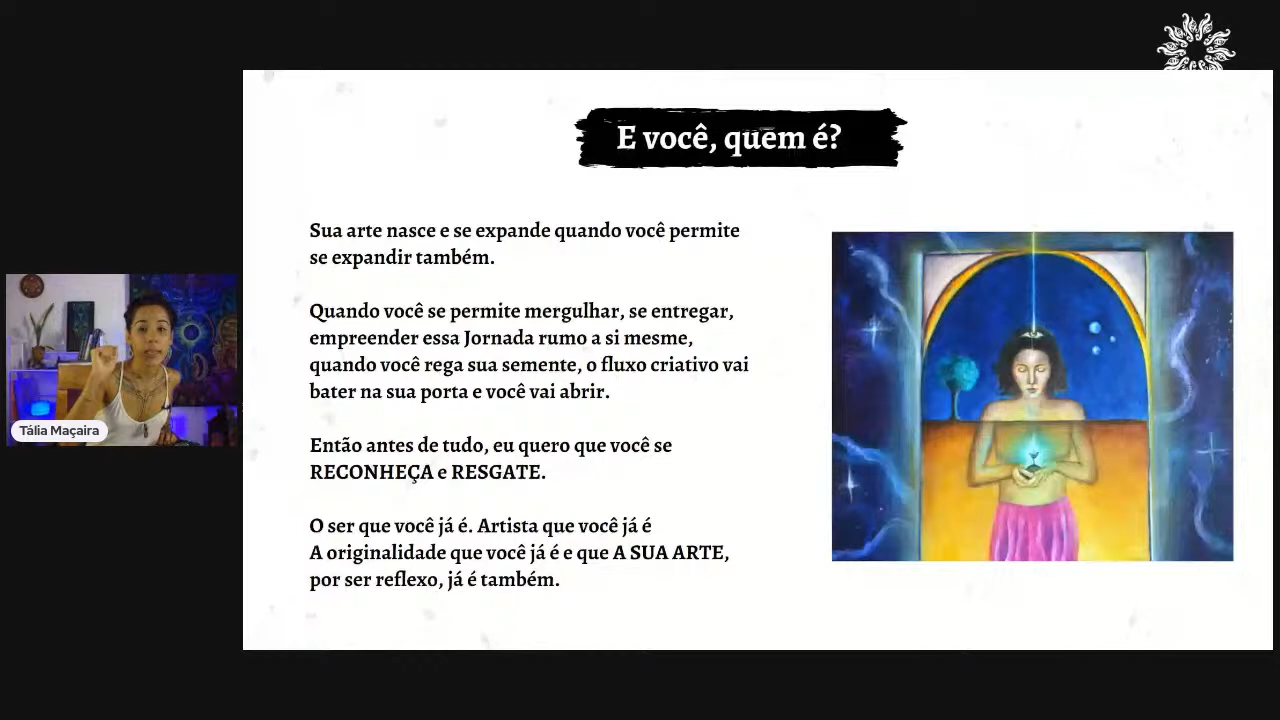 E você, quem é?
Sua arte nasce e se expande quando você permite
se expandir também.
Quando você se permite mergulhar, se entregar,
empreender essa Jornada rumo a si mesme,
quando você rega sua semente, o fluxo criativo vai
bater na sua porta e você vai abrir.
Então antes de tudo, eu quero que você se
RECONHEÇA e RESGATE.
O ser que você já é. Artista que você já é
A originalidade que você já é e que A SUA ARTE,
por ser reflexo, já é também.
Tália Maçaira